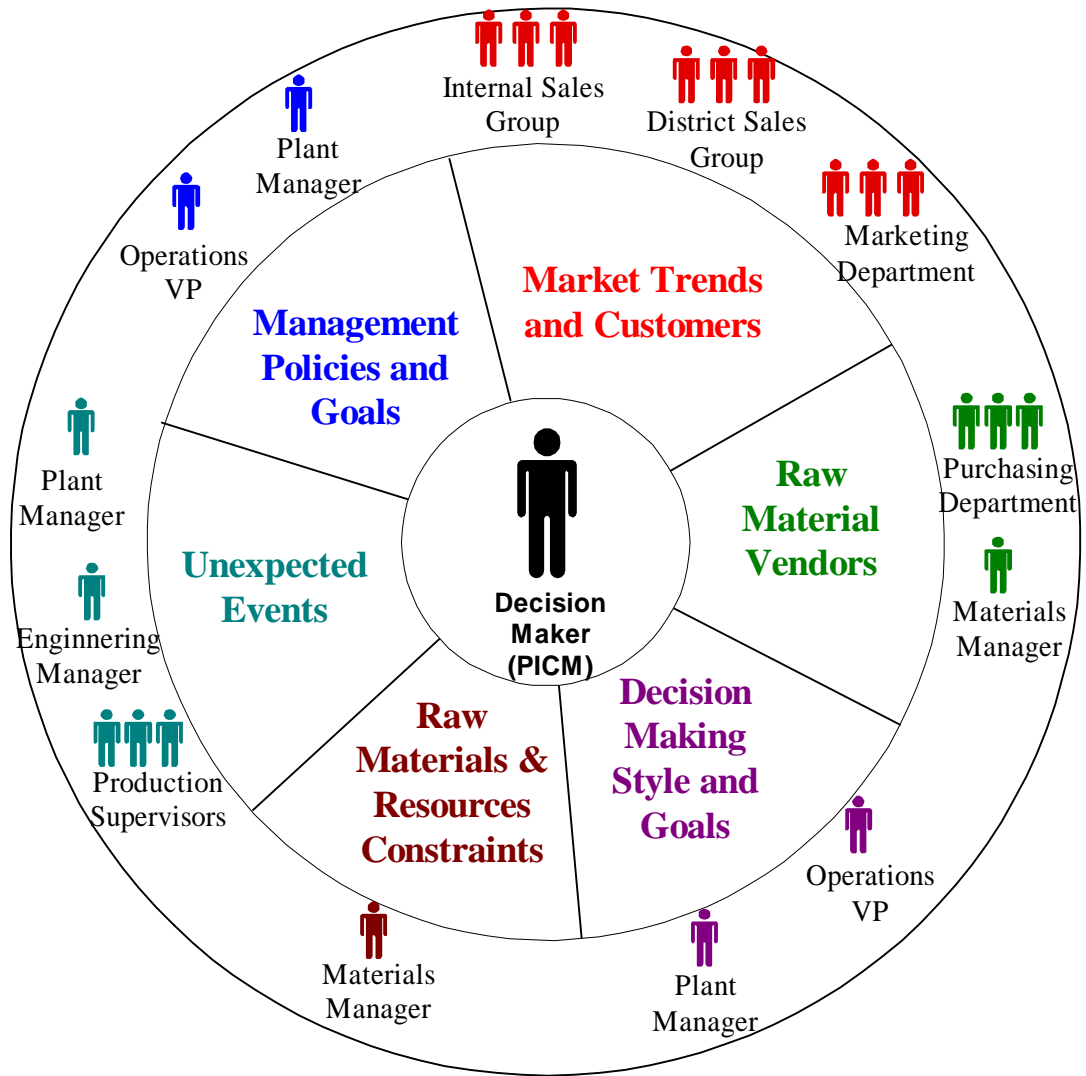 Internal Sales
Group
District Sales
Group
Marketing
Department
Plant
Manager
Operations
VP
Market Trends
and Customers
Management
Policies and
Goals
Plant
Manager
Purchasing
Department
Raw
Material
Vendors
Unexpected
Events
Decision
Maker
(PICM)
Enginnering
Manager
Materials
Manager
Production
Supervisors
Raw
Materials &
Resources
Constraints
Decision
Making
Style and
Goals
Operations
VP
Materials
Manager
Plant
Manager